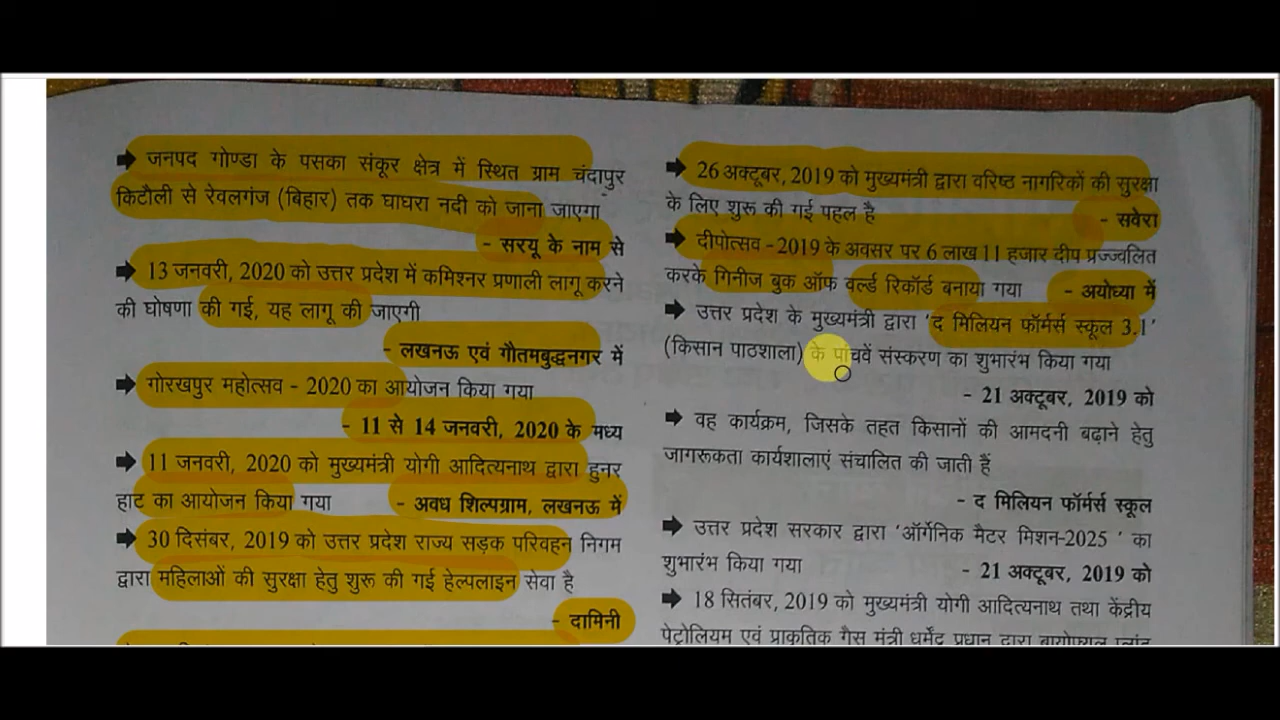 ➡ जनपद गोण्डा के पसका संकूर क्षेत्र में स्थित ग्राम चंदापुर
किटौली से रेवलगंज (बिहार) तक घाघरा नदी को जाना जाएगा
- सरयू के नाम से
➡ 13 जनवरी, 2020 को उत्तर प्रदेश में कमिश्नर प्रणाली लागू करने
की घोषणा की गई, यह लागू की जाएगी
- लखनऊ एवं गौतमबुद्धनगर में
➡ गोरखपुर महोत्सव - 2020 का आयोजन किया गया
- 11 से 14 जनवरी, 2020 के मध्य
➡ 11 जनवरी, 2020 को मुख्यमंत्री योगी आदित्यनाथ द्वारा हुनर
हाट का आयोजन किया गया - अवध शिल्पग्राम, लखनऊ में
➡ 30 दिसंबर, 2019 को उत्तर प्रदेश राज्य सड़क परिवहन निगम
द्वारा महिलाओं की सुरक्षा हेतु शुरू की गई हेल्पलाइन सेवा है
- दामिनी
➡ 26 अक्टूबर, 2019 को मुख्यमंत्री द्वारा वरिष्ठ नागरिकों की सुरक्षा
के लिए शुरू की गई पहल है - सवेरा
➡ दीपोत्सव - 2019 के अवसर पर 6 लाख 11 हजार दीप प्रज्ज्वलित
करके गिनीज बुक ऑफ वर्ल्ड रिकॉर्ड बनाया गया - अयोध्या में
➡ उत्तर प्रदेश के मुख्यमंत्री द्वारा 'द मिलियन फॉर्मर्स स्कूल 3.1'
(किसान पाठशाला) के पांचवें संस्करण का शुभारंभ किया गया
- 21 अक्टूबर, 2019 को
➡ वह कार्यक्रम, जिसके तहत किसानों की आमदनी बढ़ाने हेतु
जागरूकता कार्यशालाएं संचालित की जाती हैं
- द मिलियन फॉर्मर्स स्कूल
➡ उत्तर प्रदेश सरकार द्वारा 'ऑर्गेनिक मैटर मिशन-2025 ' का
शुभारंभ किया गया - 21 अक्टूबर, 2019 को
➡ 18 सितंबर, 2019 को मुख्यमंत्री योगी आदित्यनाथ तथा केंद्रीय
पेट्रोलियम एवं प्राकृतिक गैस मंत्री धर्मेंद्र प्रधान द्वारा बायोफ्यूल प्लांट